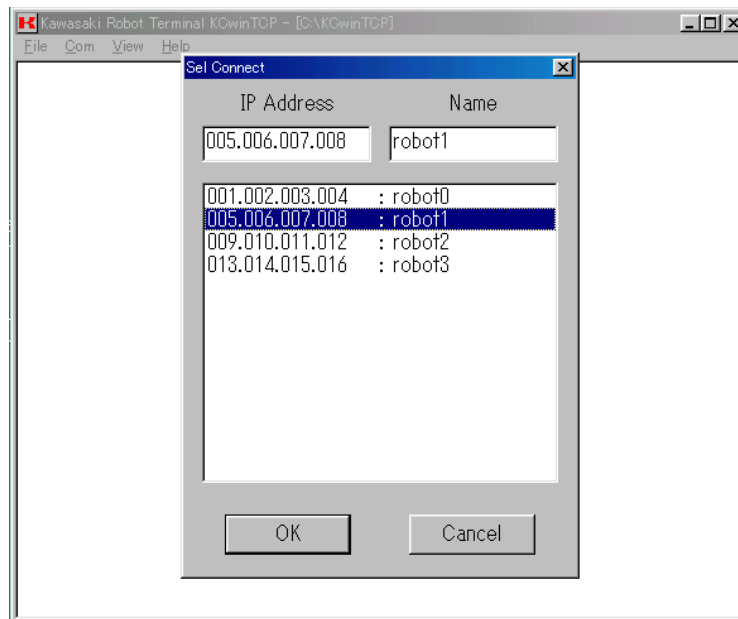 Kawasaki Robot Terminal KCwinTCP - [C:\KCwinTCP]
File Com View Help
Sel Connect
IP Address Name
005.006.007.008 robot1
001.002.003.004 : robot0
005.006.007.008 : robot1
009.010.011.012 : robot2
013.014.015.016 : robot3
OK Cancel